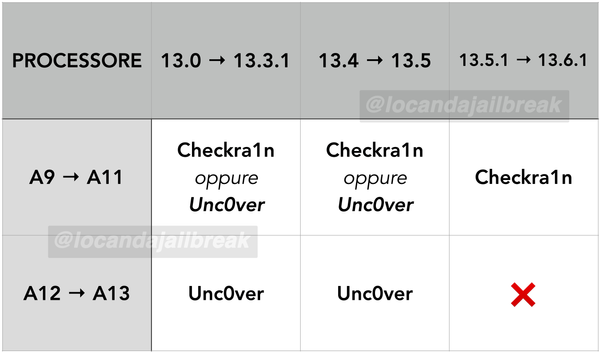 PROCESSORE 13.0 → 13.3.1 13.4 → 13.5 13.5.1 → 13.6.1
@locandajailbreak
A9 → A11
Checkra1n
oppure
Unc0ver
Checkra1n
oppure
Unc0ver
Checkra1n
@locandajailbreak
A12 → A13 Unc0ver Unc0ver ❌